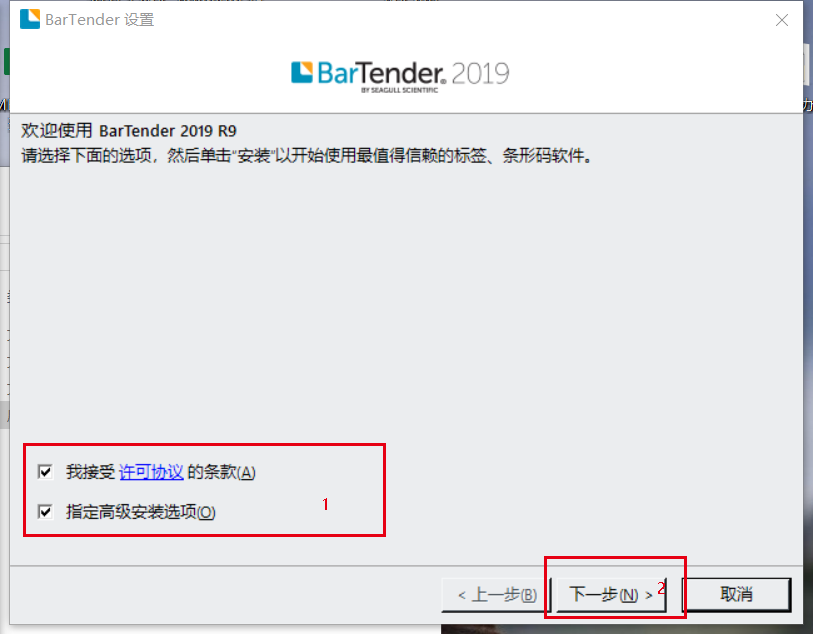 BarTender 设置
BarTender. 2019
BY SEAGULL SCIENTIFIC
欢迎使用 BarTender 2019 R9
请选择下面的选项，然后单击“安装”以开始使用最值得信赖的标签、条形码软件。
我接受 许可协议 的条款(A)
指定高级安装选项(O)
1
< 上一步(B)
下一步(N) >
2
取消